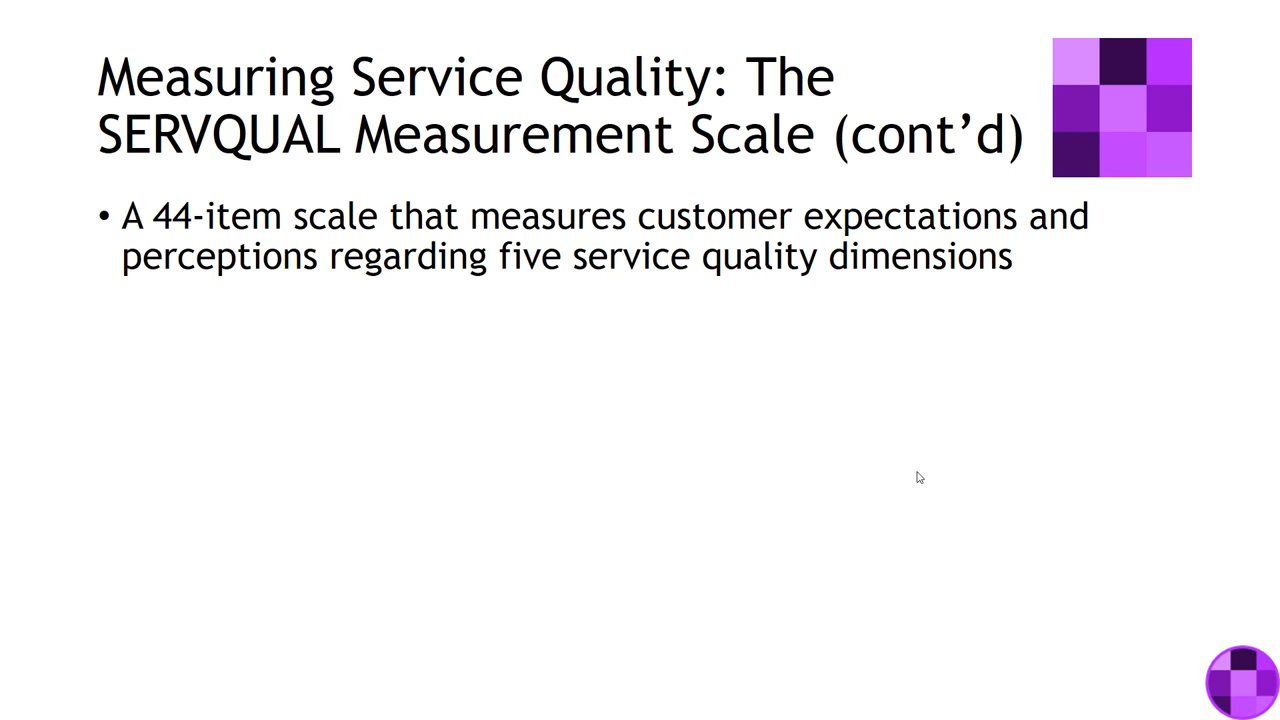 Measuring Service Quality: The
SERVQUAL Measurement Scale (cont’d)
• A 44-item scale that measures customer expectations and
perceptions regarding five service quality dimensions